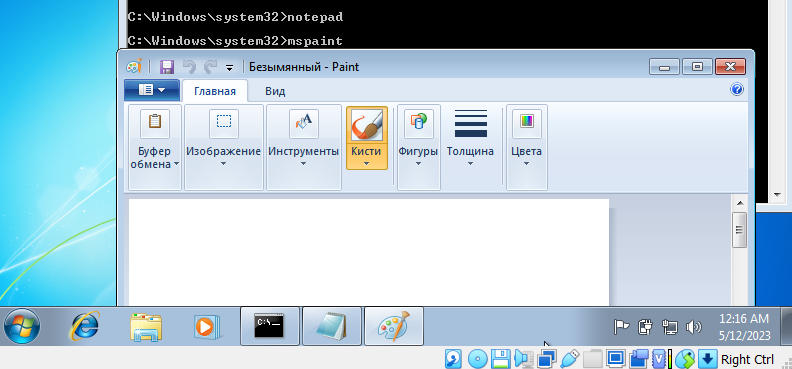 C:\Windows\system32>notepad
C:\Windows\system32>mspaint
Безымянный - Paint
Главная
Вид
Буфер обмена
Изображение
Инструменты
Кисти
Фигуры
Толщина
Цвета
C:\_
12:16 AM
5/12/2023
Right Ctrl